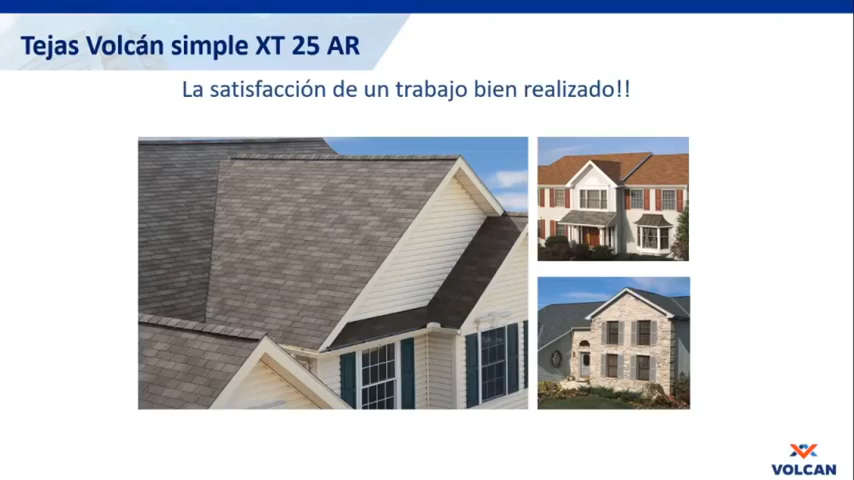 Tejas Volcán simple XT 25 AR
La satisfacción de un trabajo bien realizado!!
VOLCAN